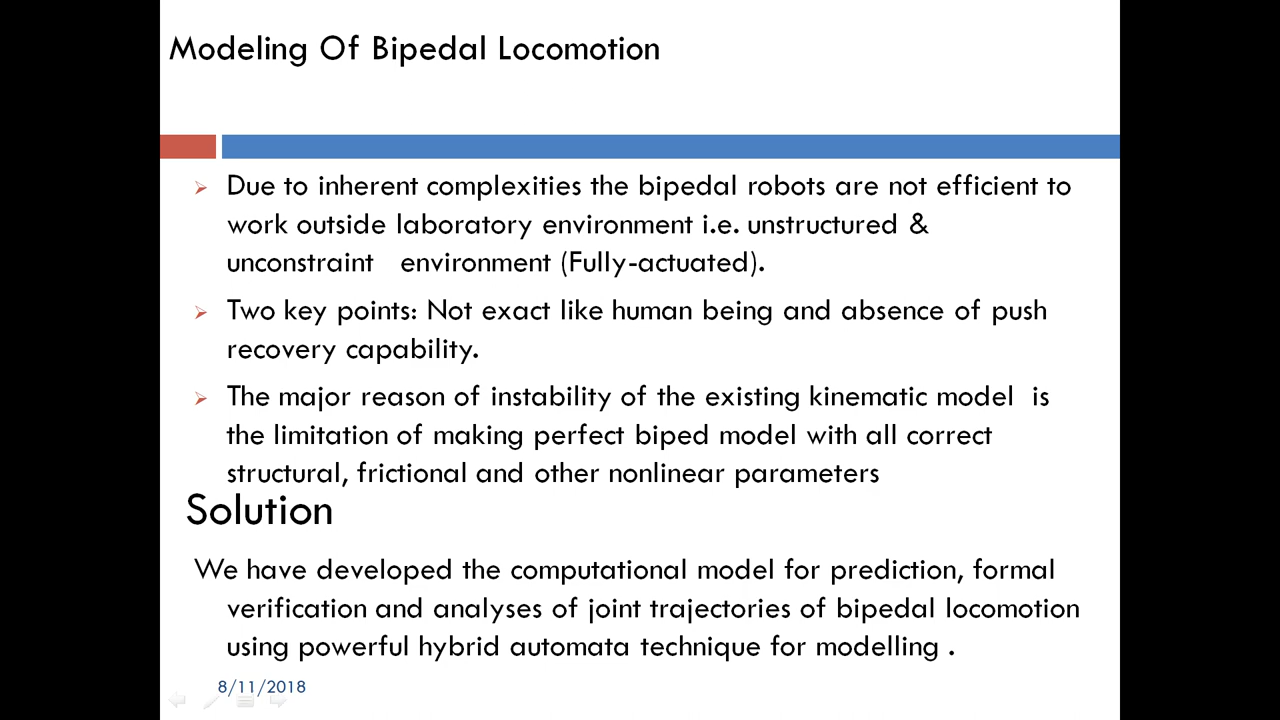 Modeling Of Bipedal Locomotion
Due to inherent complexities the bipedal robots are not efficient to
work outside laboratory environment i.e. unstructured &
unconstraint environment (Fully-actuated).
Two key points: Not exact like human being and absence of push
recovery capability.
The major reason of instability of the existing kinematic model is
the limitation of making perfect biped model with all correct
structural, frictional and other nonlinear parameters
Solution
We have developed the computational model for prediction, formal
verification and analyses of joint trajectories of bipedal locomotion
using powerful hybrid automata technique for modelling .
8/11/2018